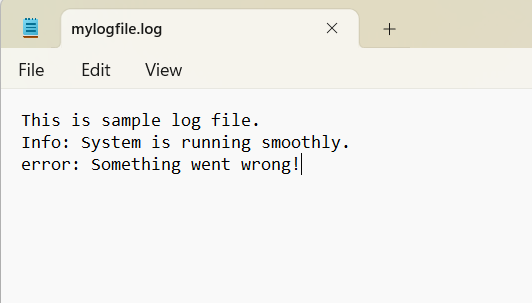 mylogfile.log
File Edit View
This is sample log file.
Info: System is running smoothly.
error: Something went wrong!